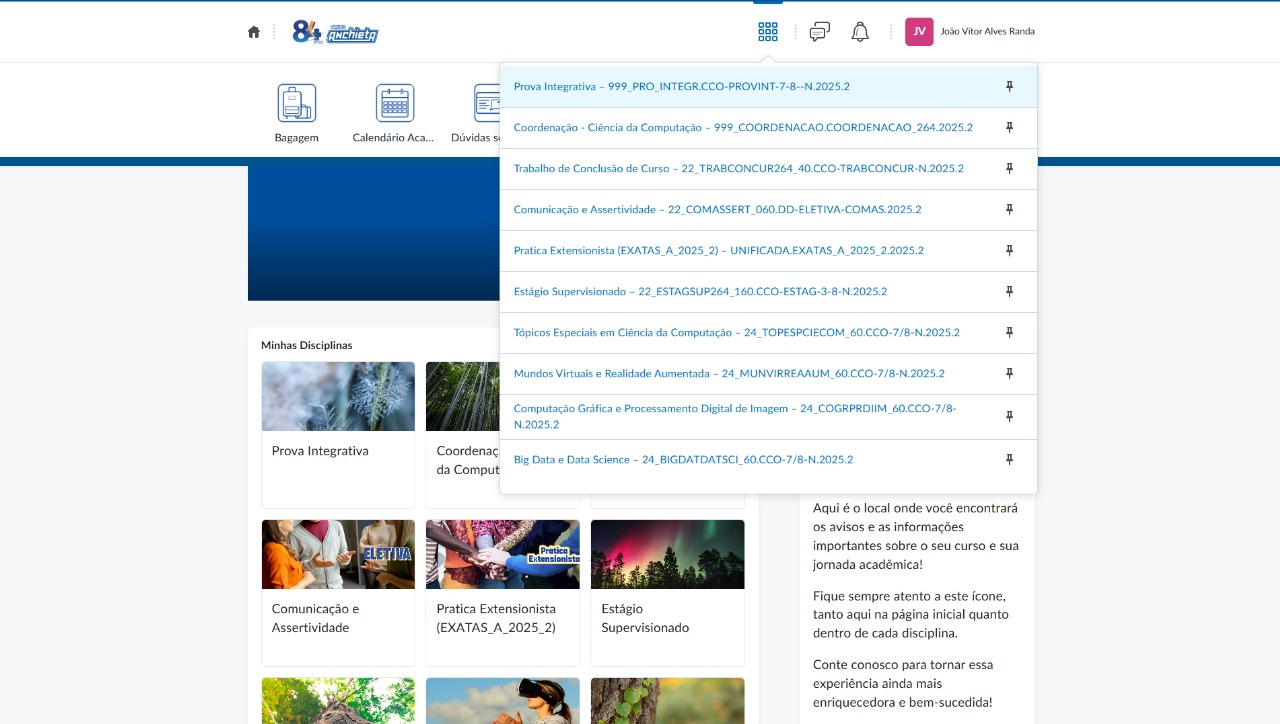 84
Anchieta
JV
João Vitor Alves Randa
Bagagem
Calendário Aca...
Dúvidas s
Prova Integrativa – 999_PRO_INTEGR.CCO-PROVINT-7-8--N.2025.2
Coordenação - Ciência da Computação – 999_COORDENACAO.COORDENACAO_264.2025.2
Trabalho de Conclusão de Curso – 22_TRABCONCUR264_40.CCO-TRABCONCUR-N.2025.2
Comunicação e Assertividade – 22_COMASSERT_060.DD-ELETIVA-COMAS.2025.2
Pratica Extensionista (EXATAS_A_2025_2) – UNIFICADA.EXATAS_A_2025_2.2025.2
Estágio Supervisionado – 22_ESTAGSUP264_160.CCO-ESTAG-3-8-N.2025.2
Tópicos Especiais em Ciência da Computação – 24_TOPESPCIECOM_60.CCO-7/8-N.2025.2
Mundos Virtuais e Realidade Aumentada – 24_MUNVIRREAAUM_60.CCO-7/8-N.2025.2
Computação Gráfica e Processamento Digital de Imagem – 24_COGRPRDIIM_60.CCO-7/8-
N.2025.2
Big Data e Data Science – 24_BIGDATDATSCI_60.CCO-7/8-N.2025.2
Minhas Disciplinas
Prova Integrativa
Coordenaç
da Comput
ELETIVA
Comunicação e
Assertividade
Pratica
Extensionista
Pratica Extensionista
(EXATAS_A_2025_2)
Estágio
Supervisionado
Aqui é o local onde você encontrará
os avisos e as informações
importantes sobre o seu curso e sua
jornada acadêmica!
Fique sempre atento a este ícone,
tanto aqui na página inicial quanto
dentro de cada disciplina.
Conte conosco para tornar essa
experiência ainda mais
enriquecedora e bem-sucedida!